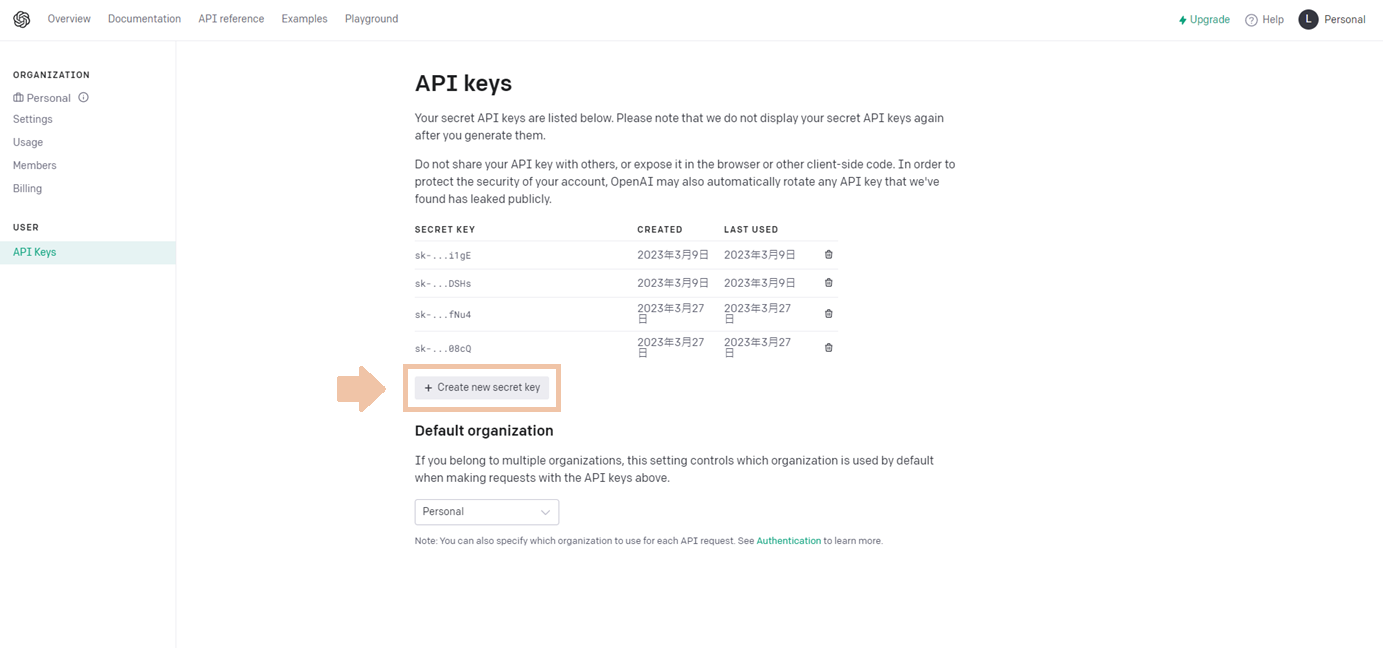 Overview Documentation API reference Examples Playground
Upgrade Help L Personal
ORGANIZATION
Personal
Settings
Usage
Members
Billing
USER
API Keys
API keys
Your secret API keys are listed below. Please note that we do not display your secret API keys again
after you generate them.
Do not share your API key with others, or expose it in the browser or other client-side code. In order to
protect the security of your account, OpenAI may also automatically rotate any API key that we've
found has leaked publicly.
SECRET KEY CREATED LAST USED
sk-...i1gE 2023年3月9日 2023年3月9日
sk-...DSHs 2023年3月9日 2023年3月9日
sk-...fNu4 2023年3月27 2023年3月27
日 日
sk-...08cQ 2023年3月27 2023年3月27
日 日
+ Create new secret key
Default organization
If you belong to multiple organizations, this setting controls which organization is used by default
when making requests with the API keys above.
Personal
Note: You can also specify which organization to use for each API request. See Authentication to learn more.